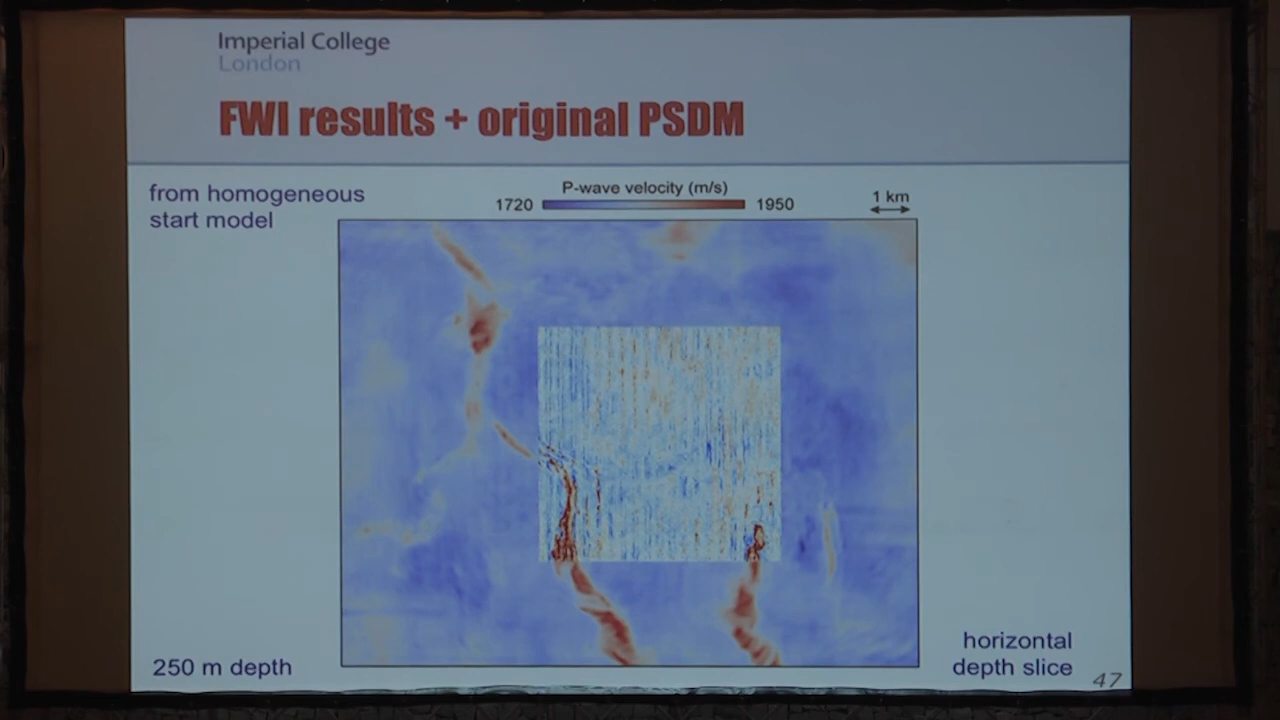 Imperial College
London
FWI results + original PSDM
from homogeneous
start model
P-wave velocity (m/s)
1720
1950
1 km
250 m depth
horizontal
depth slice
47